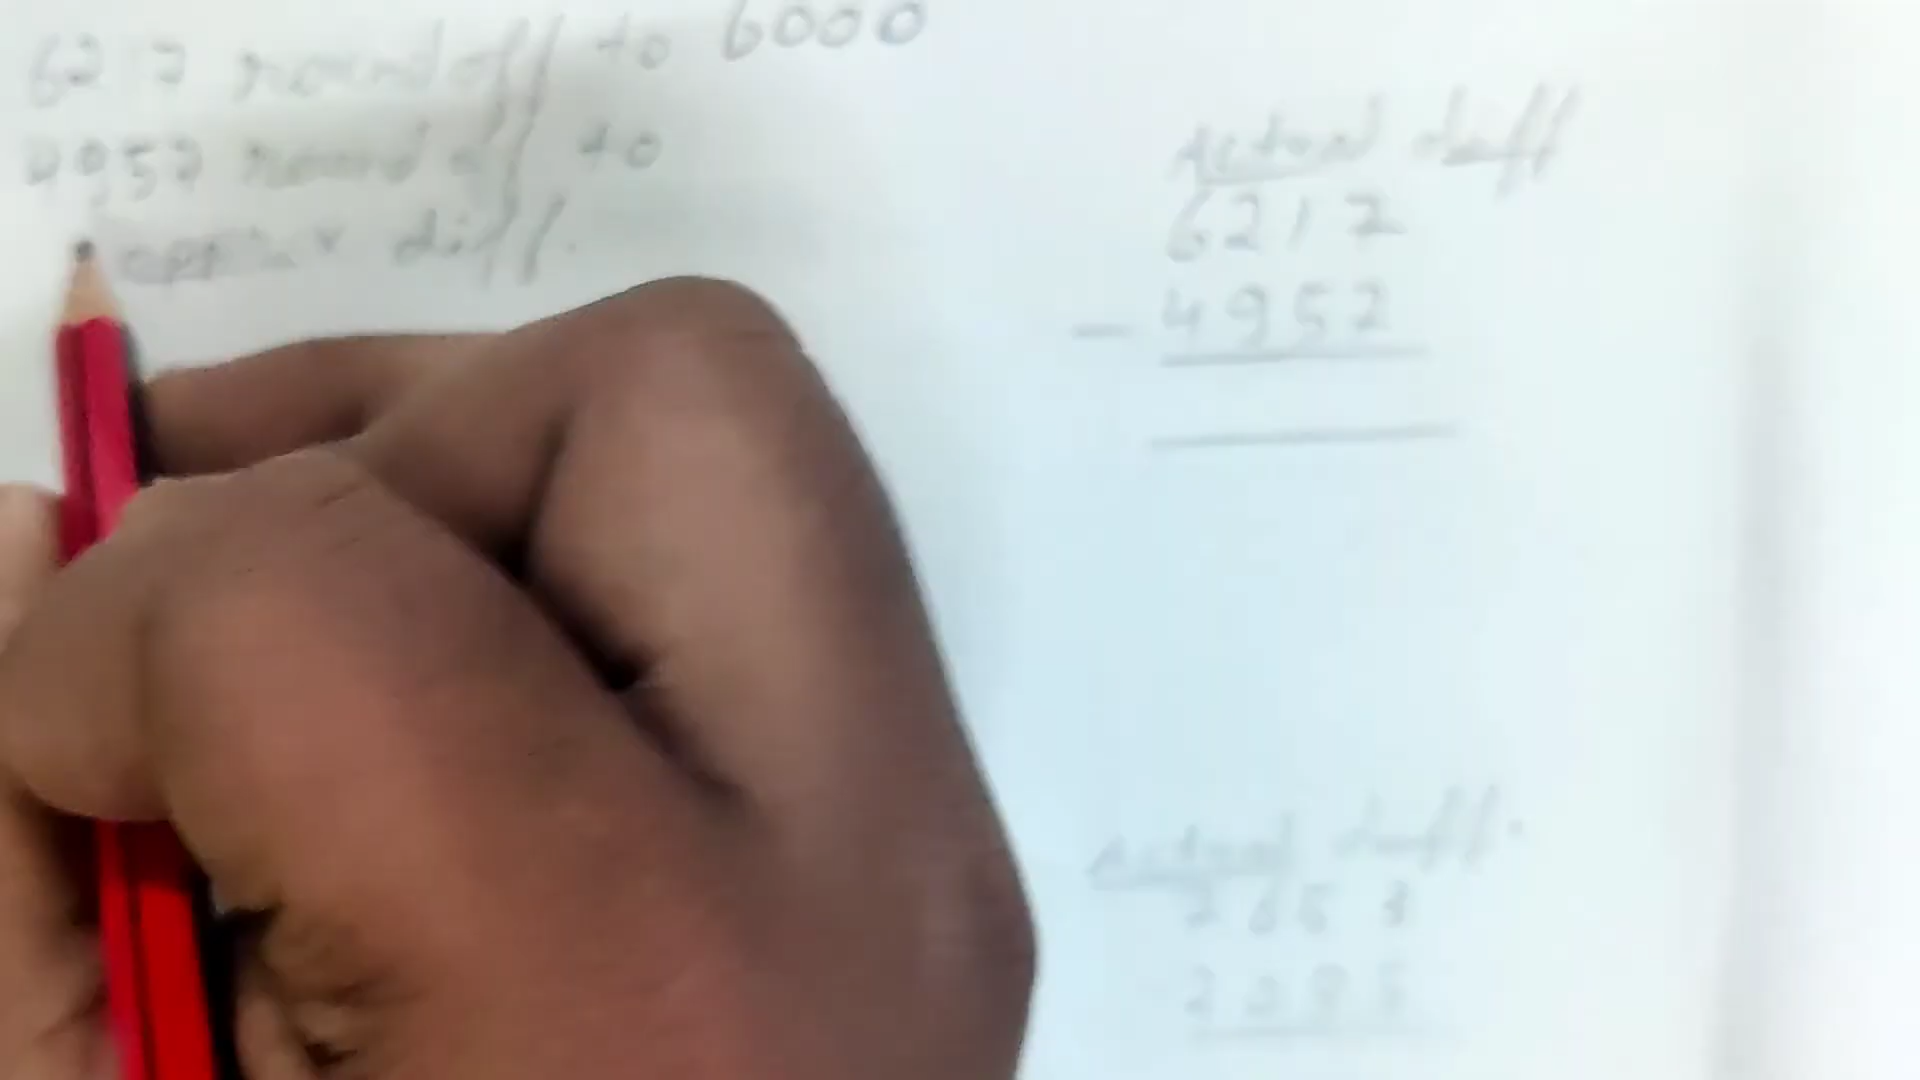 6217 round off to 6000
4952 round off to
approx diff.
Actual diff
6217
- 4952
Actual diff.